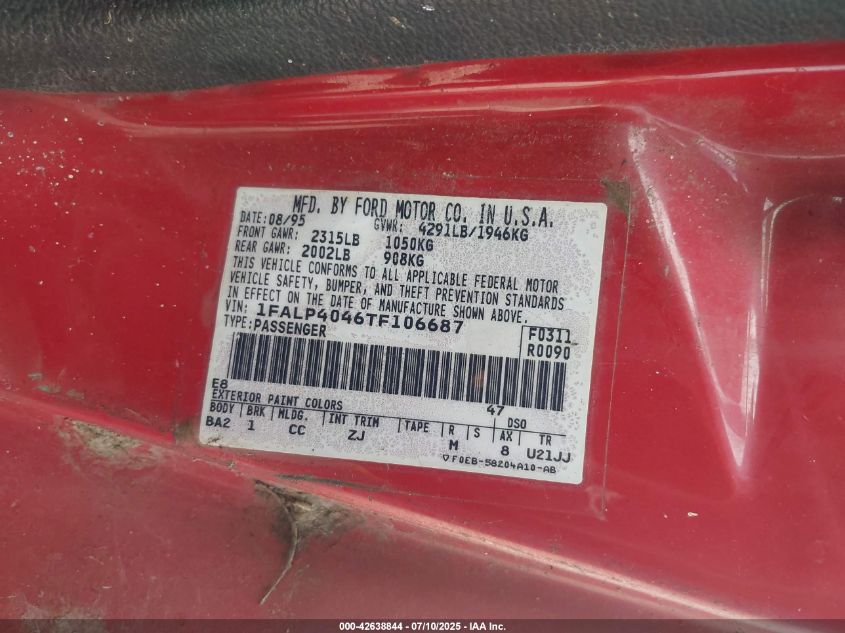 MFD. BY FORD MOTOR CO. IN U.S.A.
DATE: 08/95 GVWR: 4291LB/1946KG
FRONT GAWR: 2315LB 1050KG
REAR GAWR: 2002LB 908KG
THIS VEHICLE CONFORMS TO ALL APPLICABLE FEDERAL MOTOR
VEHICLE SAFETY, BUMPER, AND THEFT PREVENTION STANDARDS
IN EFFECT ON THE DATE OF MANUFACTURE SHOWN ABOVE.
VIN: 1FALP4046TF106687
TYPE: PASSENGER
F0311
R0090
E8 47
EXTERIOR PAINT COLORS DSO
BODY BRK MLDG. INT TRIM TAPE R S AX TR
BA2 1 CC ZJ M 8 U21JJ
▽F0EB-58204A10-AB
000-42638844 - 07/10/2025 - IAA Inc.